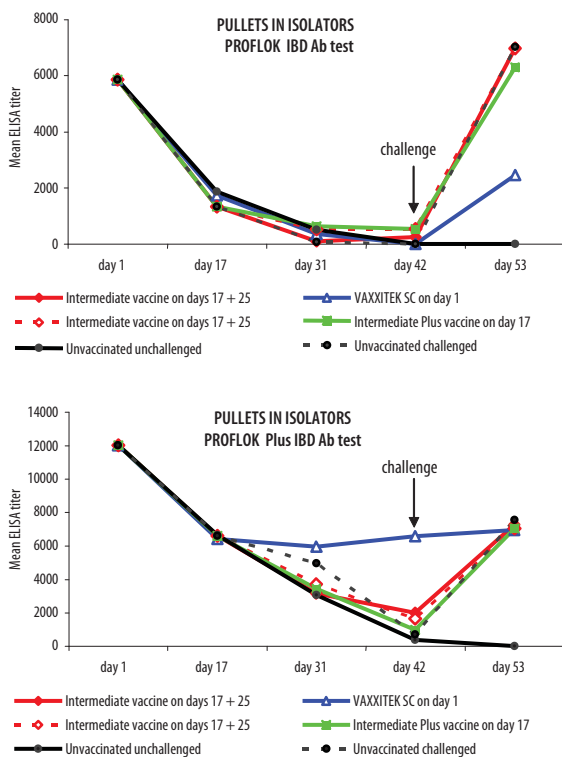 PULLETS IN ISOLATORS
PROFLOK IBD Ab test
Mean ELISA titer
8000
6000
4000
2000
0
challenge
day 1 day 17 day 31 day 42 day 53
Intermediate vaccine on days 17 + 25 VAXXITEK SC on day 1
Intermediate vaccine on days 17 + 25 Intermediate Plus vaccine on day 17
Unvaccinated unchallenged Unvaccinated challenged
PULLETS IN ISOLATORS
PROFLOK Plus IBD Ab test
Mean ELISA titer
14000
12000
10000
8000
6000
4000
2000
0
challenge
day 1 day 17 day 31 day 42 day 53
Intermediate vaccine on days 17 + 25 VAXXITEK SC on day 1
Intermediate vaccine on days 17 + 25 Intermediate Plus vaccine on day 17
Unvaccinated unchallenged Unvaccinated challenged